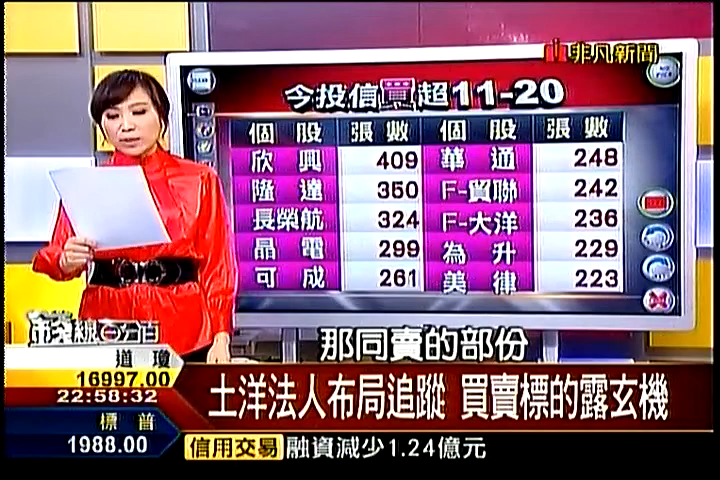 非凡新聞
今投信買超11-20
個股 張數 個股 張數
欣興 409 華通 248
隆達 350 F-貿聯 242
長榮航 324 F-大洋 236
晶電 299 為升 229
可成 261 美律 223
那同賣的部份
道瓊
16997.00
22:58:32
標普
1988.00
土洋法人布局追蹤 買賣標的露玄機
信用交易 融資減少1.24億元